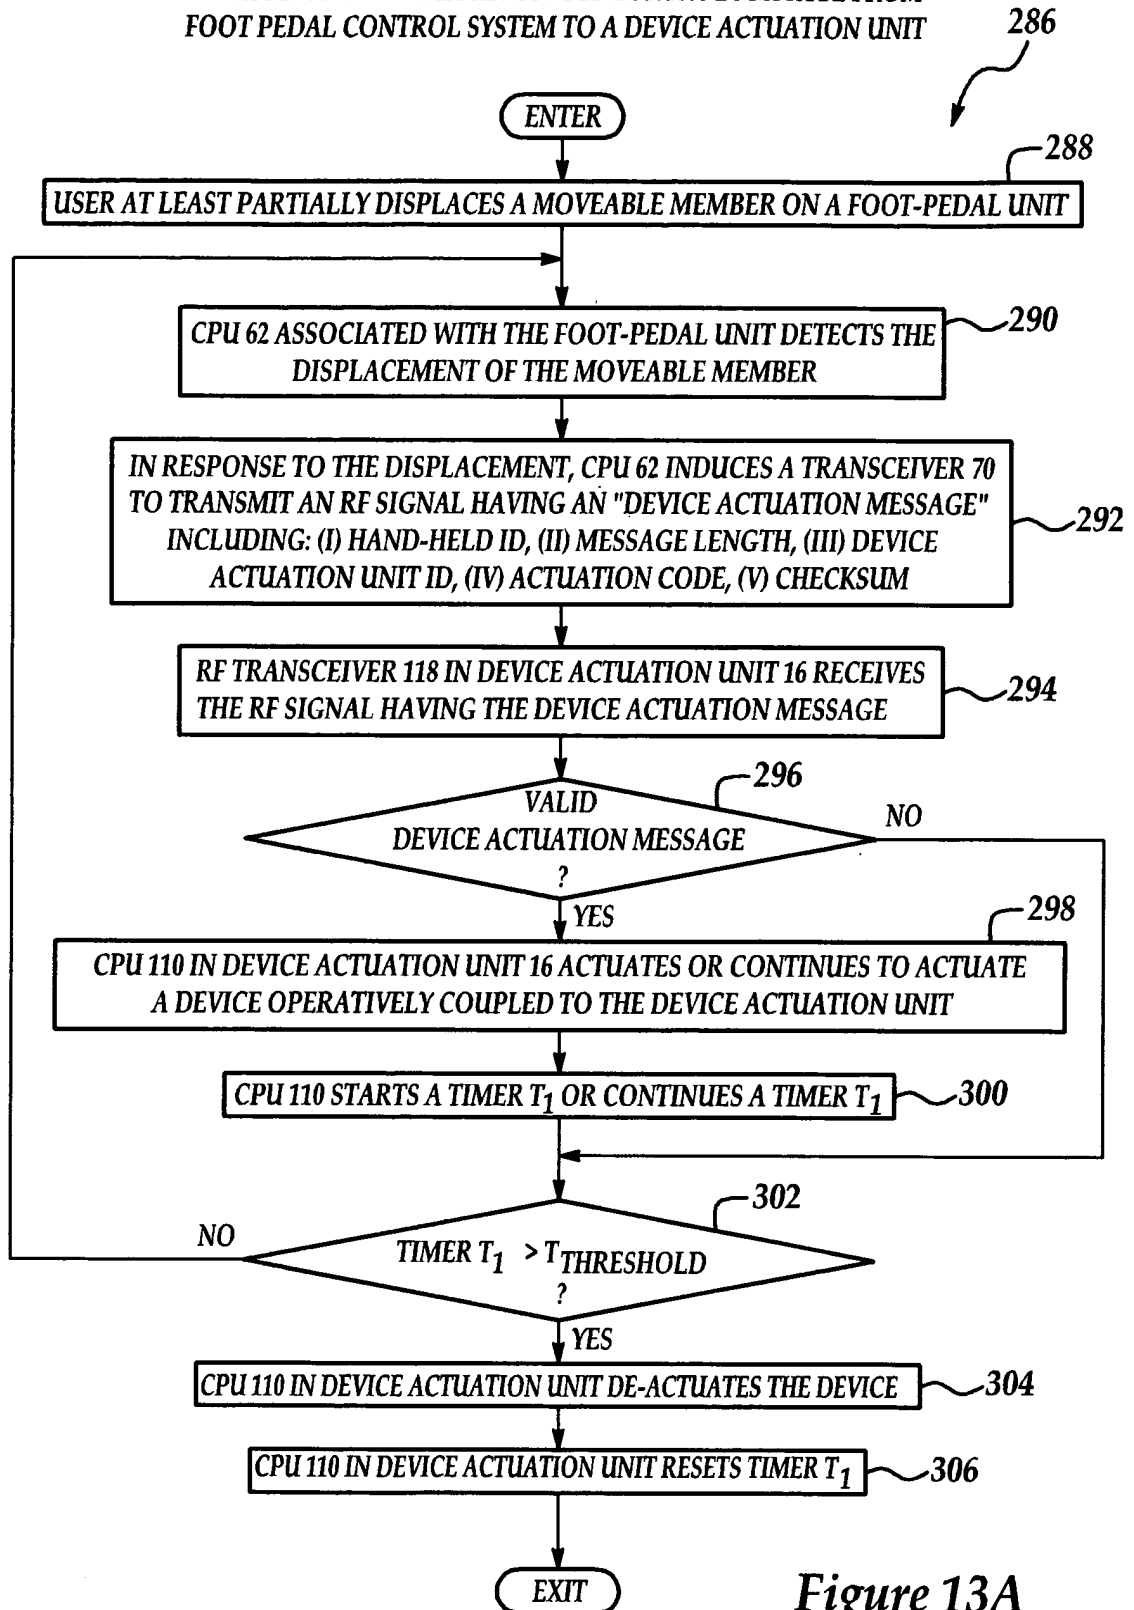 FOOT PEDAL CONTROL SYSTEM TO A DEVICE ACTUATION UNIT
286
ENTER
288
USER AT LEAST PARTIALLY DISPLACES A MOVEABLE MEMBER ON A FOOT-PEDAL UNIT
290
CPU 62 ASSOCIATED WITH THE FOOT-PEDAL UNIT DETECTS THE
DISPLACEMENT OF THE MOVEABLE MEMBER
IN RESPONSE TO THE DISPLACEMENT, CPU 62 INDUCES A TRANSCEIVER 70
TO TRANSMIT AN RF SIGNAL HAVING AN "DEVICE ACTUATION MESSAGE"
INCLUDING: (I) HAND-HELD ID, (II) MESSAGE LENGTH, (III) DEVICE
ACTUATION UNIT ID, (IV) ACTUATION CODE, (V) CHECKSUM
292
RF TRANSCEIVER 118 IN DEVICE ACTUATION UNIT 16 RECEIVES
THE RF SIGNAL HAVING THE DEVICE ACTUATION MESSAGE
294
296
VALID
DEVICE ACTUATION MESSAGE
?
NO
YES
298
CPU 110 IN DEVICE ACTUATION UNIT 16 ACTUATES OR CONTINUES TO ACTUATE
A DEVICE OPERATIVELY COUPLED TO THE DEVICE ACTUATION UNIT
CPU 110 STARTS A TIMER T1 OR CONTINUES A TIMER T1
300
302
NO
TIMER T1 > TTHRESHOLD
?
YES
CPU 110 IN DEVICE ACTUATION UNIT DE-ACTUATES THE DEVICE
304
CPU 110 IN DEVICE ACTUATION UNIT RESETS TIMER T1
306
EXIT
Figure 13A